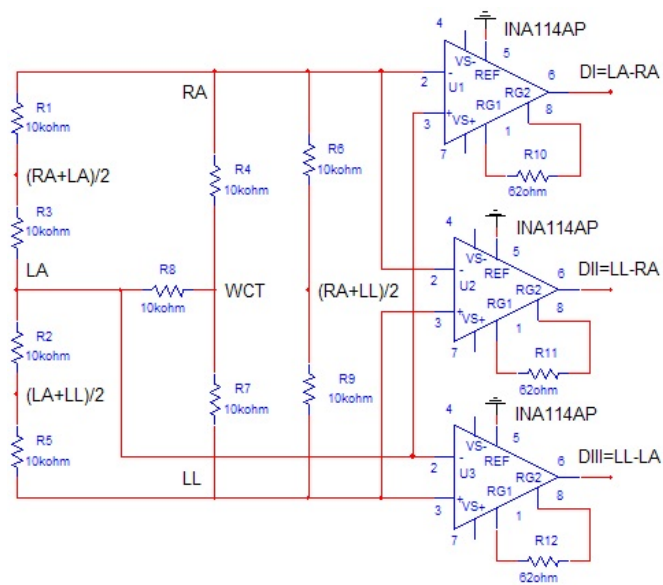 INA114AP
4
VS-
5
REF
6
DI=LA-RA
2
-
U1
RG2
RG1
8
+
VS+
3
1
7
R10
62ohm
RA
R1
10kohm
R4
10kohm
R6
10kohm
(RA+LA)/2
R3
10kohm
INA114AP
4
VS-
5
REF
6
DII=LL-RA
2
-
U2
RG2
RG1
8
+
VS+
3
1
7
R11
62ohm
LA
R8
10kohm
WCT
(RA+LL)/2
R2
10kohm
(LA+LL)/2
R7
10kohm
R9
10kohm
R5
10kohm
LL
INA114AP
4
VS-
5
REF
6
DIII=LL-LA
2
-
U3
RG2
RG1
8
+
VS+
3
1
7
R12
62ohm